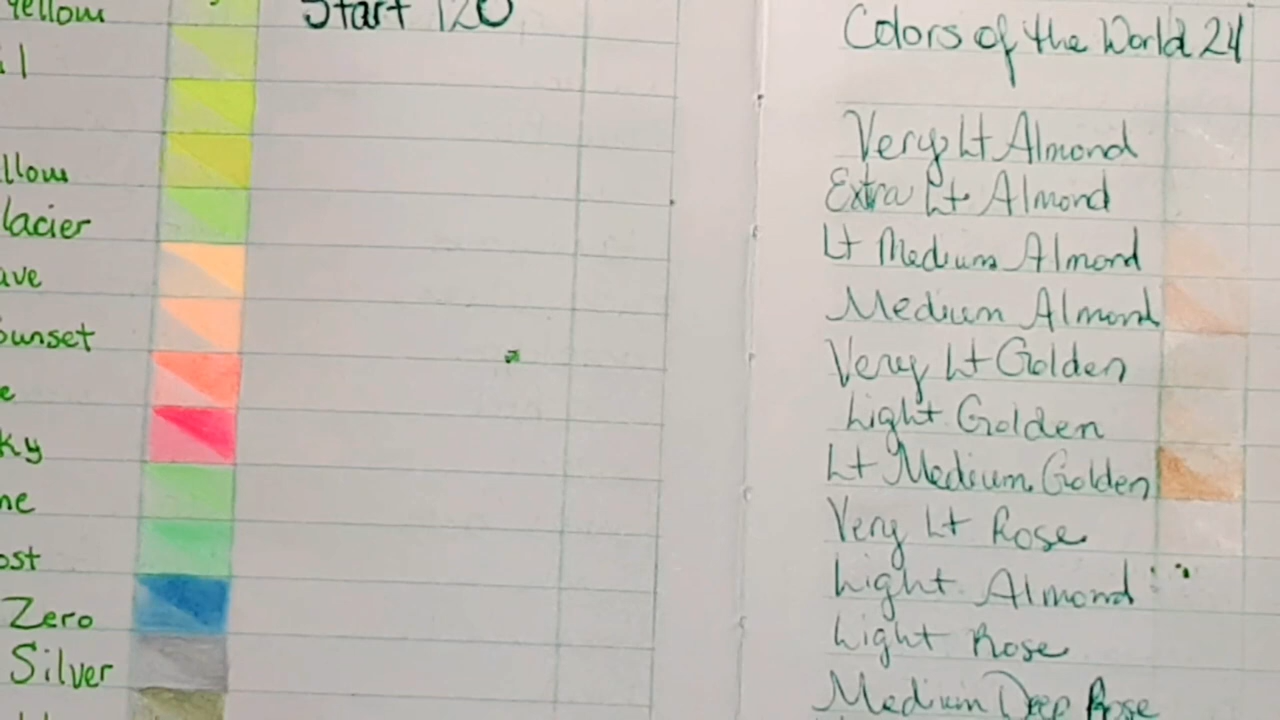 Yellow
Start 120
il
llow
lacier
ave
Sunset
e
ky
ne
ost
Zero
Silver
Colors of the World 24
Very Lt Almond
Extra Lt Almond
Lt Medium Almond
Medium Almond
Very Lt Golden
Light Golden
Lt Medium Golden
Very Lt Rose
Light Almond
Light Rose
Medium Deep Rose